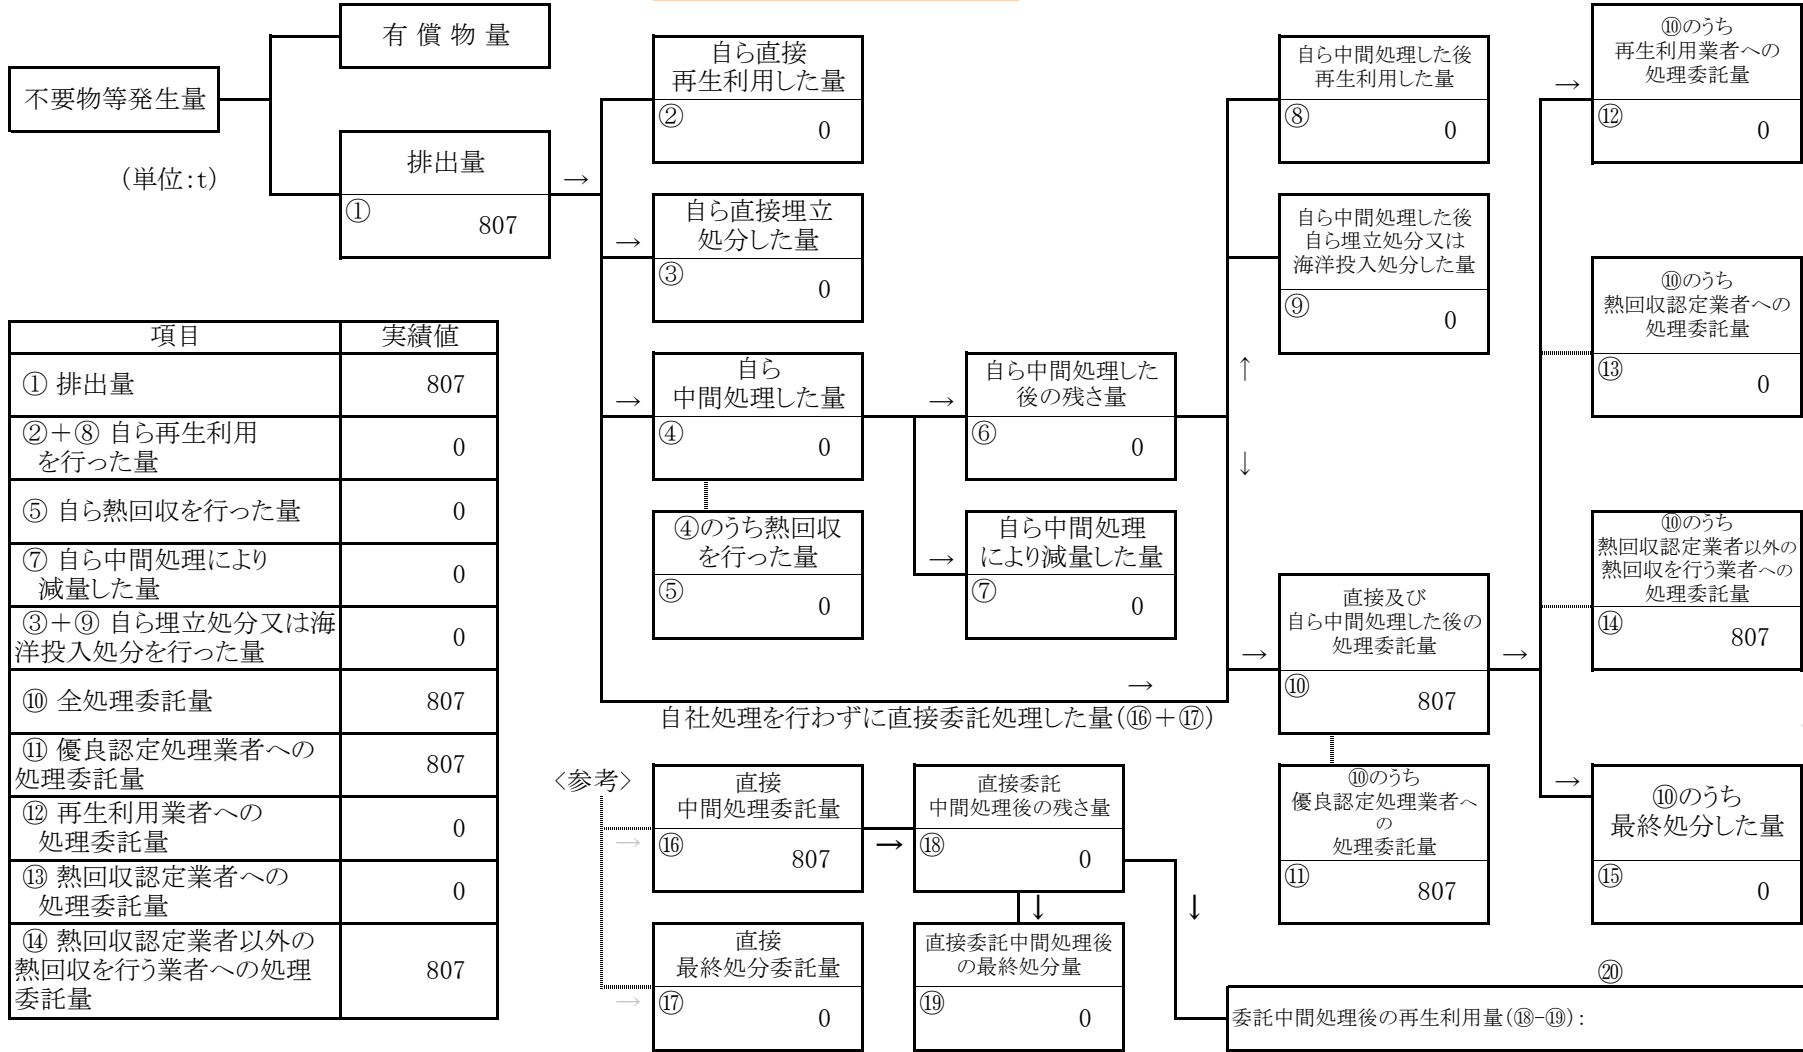 有 償 物 量
不要物等発生量
(単位:t)
排出量
①
807
→
自ら直接
再生利用した量
②
0
→
自ら直接埋立
処分した量
③
0
→
自ら
中間処理した量
④
0
④のうち熱回収
を行った量
⑤
0
→
自ら中間処理した
後の残さ量
⑥
0
→
自ら中間処理
により減量した量
⑦
0
↑
↓
自ら中間処理した後
再生利用した量
⑧
0
自ら中間処理した後
自ら埋立処分又は
海洋投入処分した量
⑨
0
→
自社処理を行わずに直接委託処理した量(⑯+⑰)
→
直接及び
自ら中間処理した後の
処理委託量
⑩
807
⑩のうち
優良認定処理業者へ
の
処理委託量
⑪
807
→
→
⑩のうち
再生利用業者への
処理委託量
⑫
0
⑩のうち
熱回収認定業者への
処理委託量
⑬
0
⑩のうち
熱回収認定業者以外の
熱回収を行う業者への
処理委託量
⑭
807
→
⑩のうち
最終処分した量
⑮
0
項目 実績値
① 排出量 807
②+⑧ 自ら再生利用
を行った量 0
⑤ 自ら熱回収を行った量 0
⑦ 自ら中間処理により
減量した量 0
③+⑨ 自ら埋立処分又は海
洋投入処分を行った量 0
⑩ 全処理委託量 807
⑪ 優良認定処理業者への
処理委託量 807
⑫ 再生利用業者への
処理委託量 0
⑬ 熱回収認定業者への
処理委託量 0
⑭ 熱回収認定業者以外の
熱回収を行う業者への処理
委託量 807
<参考>
→
直接
中間処理委託量
⑯
807
→
直接
最終処分委託量
⑰
0
→
直接委託
中間処理後の残さ量
⑱
0
↓
直接委託中間処理後
の最終処分量
⑲
0
↓
⑳
委託中間処理後の再生利用量(⑱-⑲):